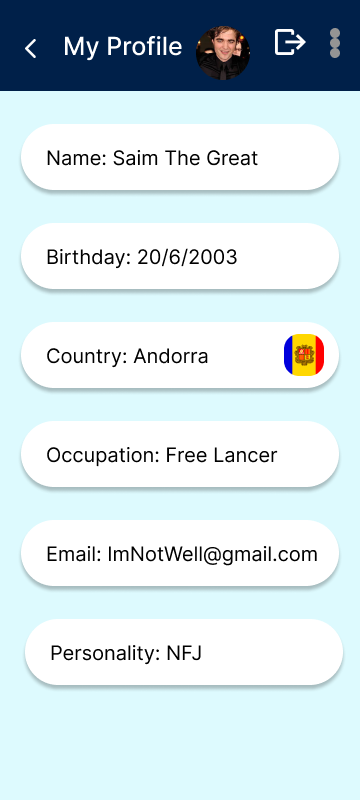 My Profile
Name: Saim The Great
Birthday: 20/6/2003
Country: Andorra
Occupation: Free Lancer
Email: ImNotWell@gmail.com
Personality: NFJ